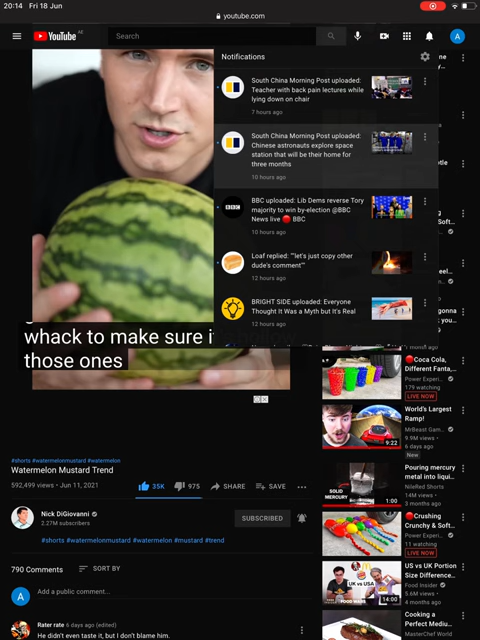 20:14 Fri 18 Jun
youtube.com
YouTube AE
Search
A
Notifications
South China Morning Post uploaded:
Teacher with back pain lectures while
lying down on chair
7 hours ago
South China Morning Post uploaded:
Chinese astronauts explore space
station that will be their home for
three months
10 hours ago
BBC
BBC uploaded: Lib Dems reverse Tory
majority to win by-election @BBC
News live 🔴 BBC
10 hours ago
Loaf replied: "“let's just copy other
dude's comment”"
12 hours ago
BRIGHT SIDE uploaded: Everyone
Thought It Was a Myth but It's Real
12 hours ago
whack to make sure i
those ones
#shorts #watermelonmustard #watermelon
Watermelon Mustard Trend
592,499 views • Jun 11, 2021
35K
975
SHARE
SAVE
Nick DiGiovanni
2.27M subscribers
SUBSCRIBED
#shorts #watermelonmustard #watermelon #mustard #trend
790 Comments
SORT BY
A
Add a public comment...
Rater rate 6 days ago (edited)
He didn't even taste it, but I don't blame him.
🔴Coca Cola,
Different Fanta,...
Power Experi...
179 watching
LIVE NOW
World's Largest
Ramp!
MrBeast Gam...
9.9M views •
6 days ago
New
9:22
Pouring mercury
metal into liqui...
NileRed Shorts
14M views •
3 months ago
SOLID
MERCURY
1:00
🔴Crushing
Crunchy & Soft...
Power Experi...
11 watching
LIVE NOW
US vs UK Portion
Size Difference...
Food Insider
5.6M views •
4 months ago
UK vs USA
FOOD WARS
14:00
Cooking a
Perfect Mediu...
MasterChef World